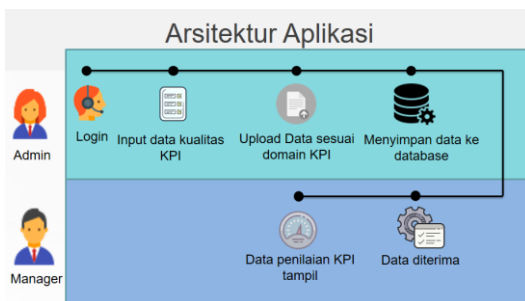 Arsitektur Aplikasi
Admin
Login
Input data kualitas
KPI
Upload Data sesuai
domain KPI
Menyimpan data ke
database
Manager
Data penilaian KPI
tampil
Data diterima